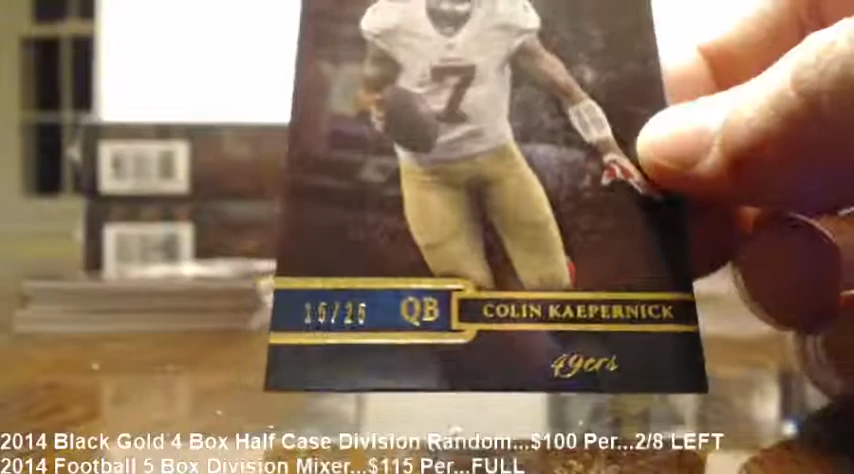 7
15/25 QB COLIN KAEPERNICK
49ers
2014 Black Gold 4 Box Half Case Division Random...$100 Per...2/8 LEFT
2014 Football 5 Box Division Mixer...$115 Per...FULL